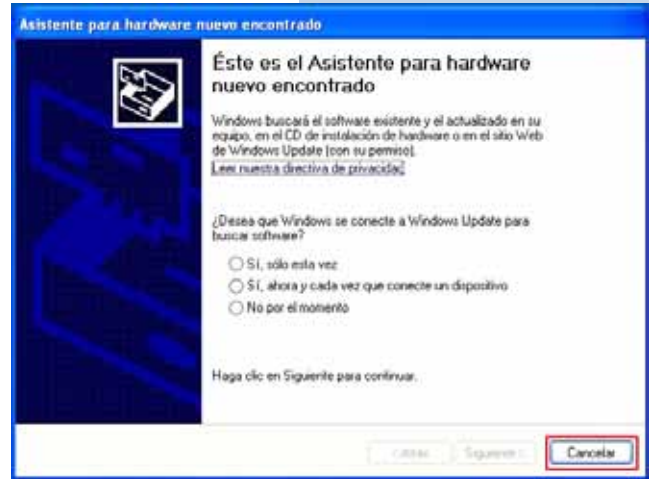 Asistente para hardware nuevo encontrado
Éste es el Asistente para hardware
nuevo encontrado
Windows buscará el software existente y el actualizado en su
equipo, en el CD de instalación de hardware o en el sitio Web
de Windows Update (con su permiso).
Leer nuestra directiva de privacidad
¿Desea que Windows se conecte a Windows Update para
buscar software?
Sí, sólo esta vez
Sí, ahora y cada vez que conecte un dispositivo
No por el momento
Haga clic en Siguiente para continuar.
< Atrás Siguiente > Cancelar